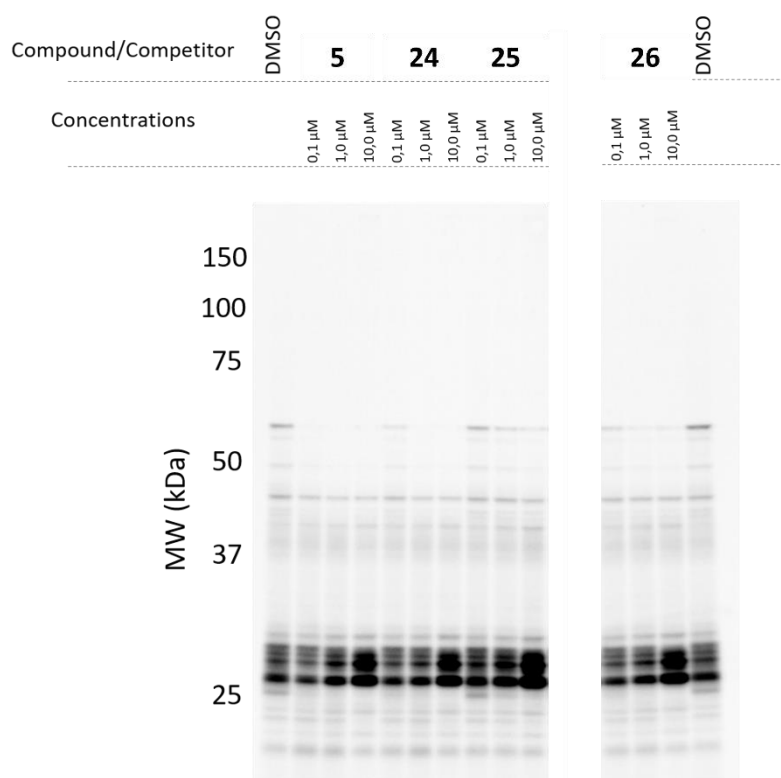 Compound/Competitor DMSO 5 24 25 26 DMSO
Concentrations 0,1 µM 1,0 µM 10,0 µM 0,1 µM 1,0 µM 10,0 µM 0,1 µM 1,0 µM 10,0 µM 0,1 µM 1,0 µM 10,0 µM
150
100
75
50
37
25
MW (kDa)